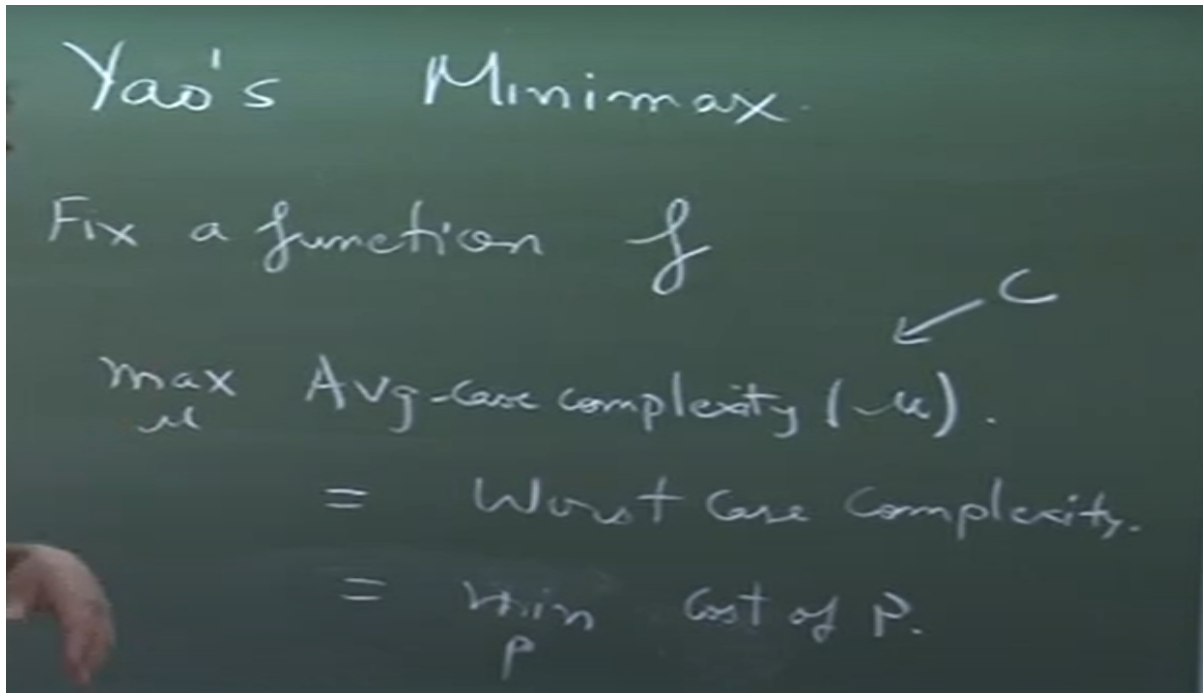 Yao's Minimax.
Fix a function f
C
max Avg-case complexity (μ).
μ
= Worst case complexity.
= min cost of P.
P